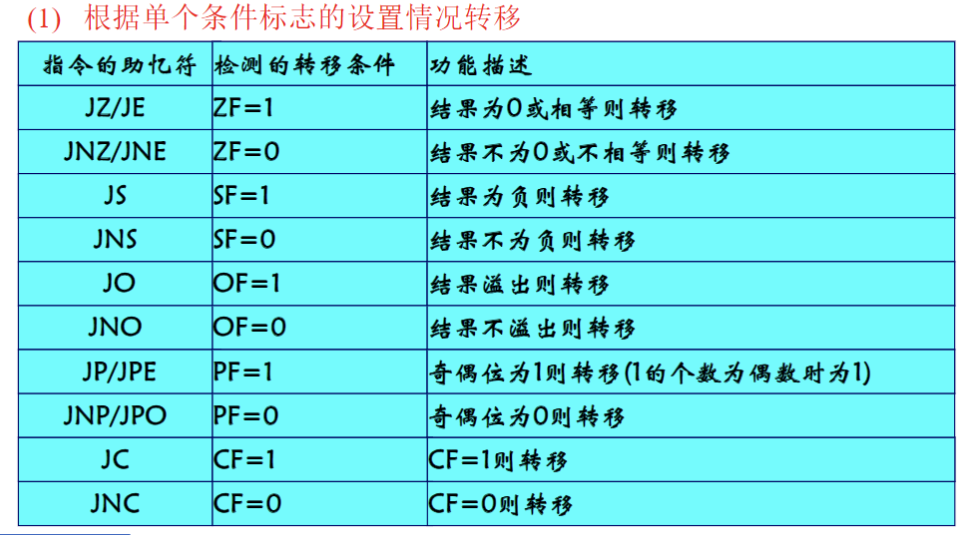 (1) 根据单个条件标志的设置情况转移
指令的助忆符 检测的转移条件 功能描述
JZ/JE ZF=1 结果为0或相等则转移
JNZ/JNE ZF=0 结果不为0或不相等则转移
JS SF=1 结果为负则转移
JNS SF=0 结果不为负则转移
JO OF=1 结果溢出则转移
JNO OF=0 结果不溢出则转移
JP/JPE PF=1 奇偶位为1则转移(1的个数为偶数时为1)
JNP/JPO PF=0 奇偶位为0则转移
JC CF=1 CF=1则转移
JNC CF=0 CF=0则转移